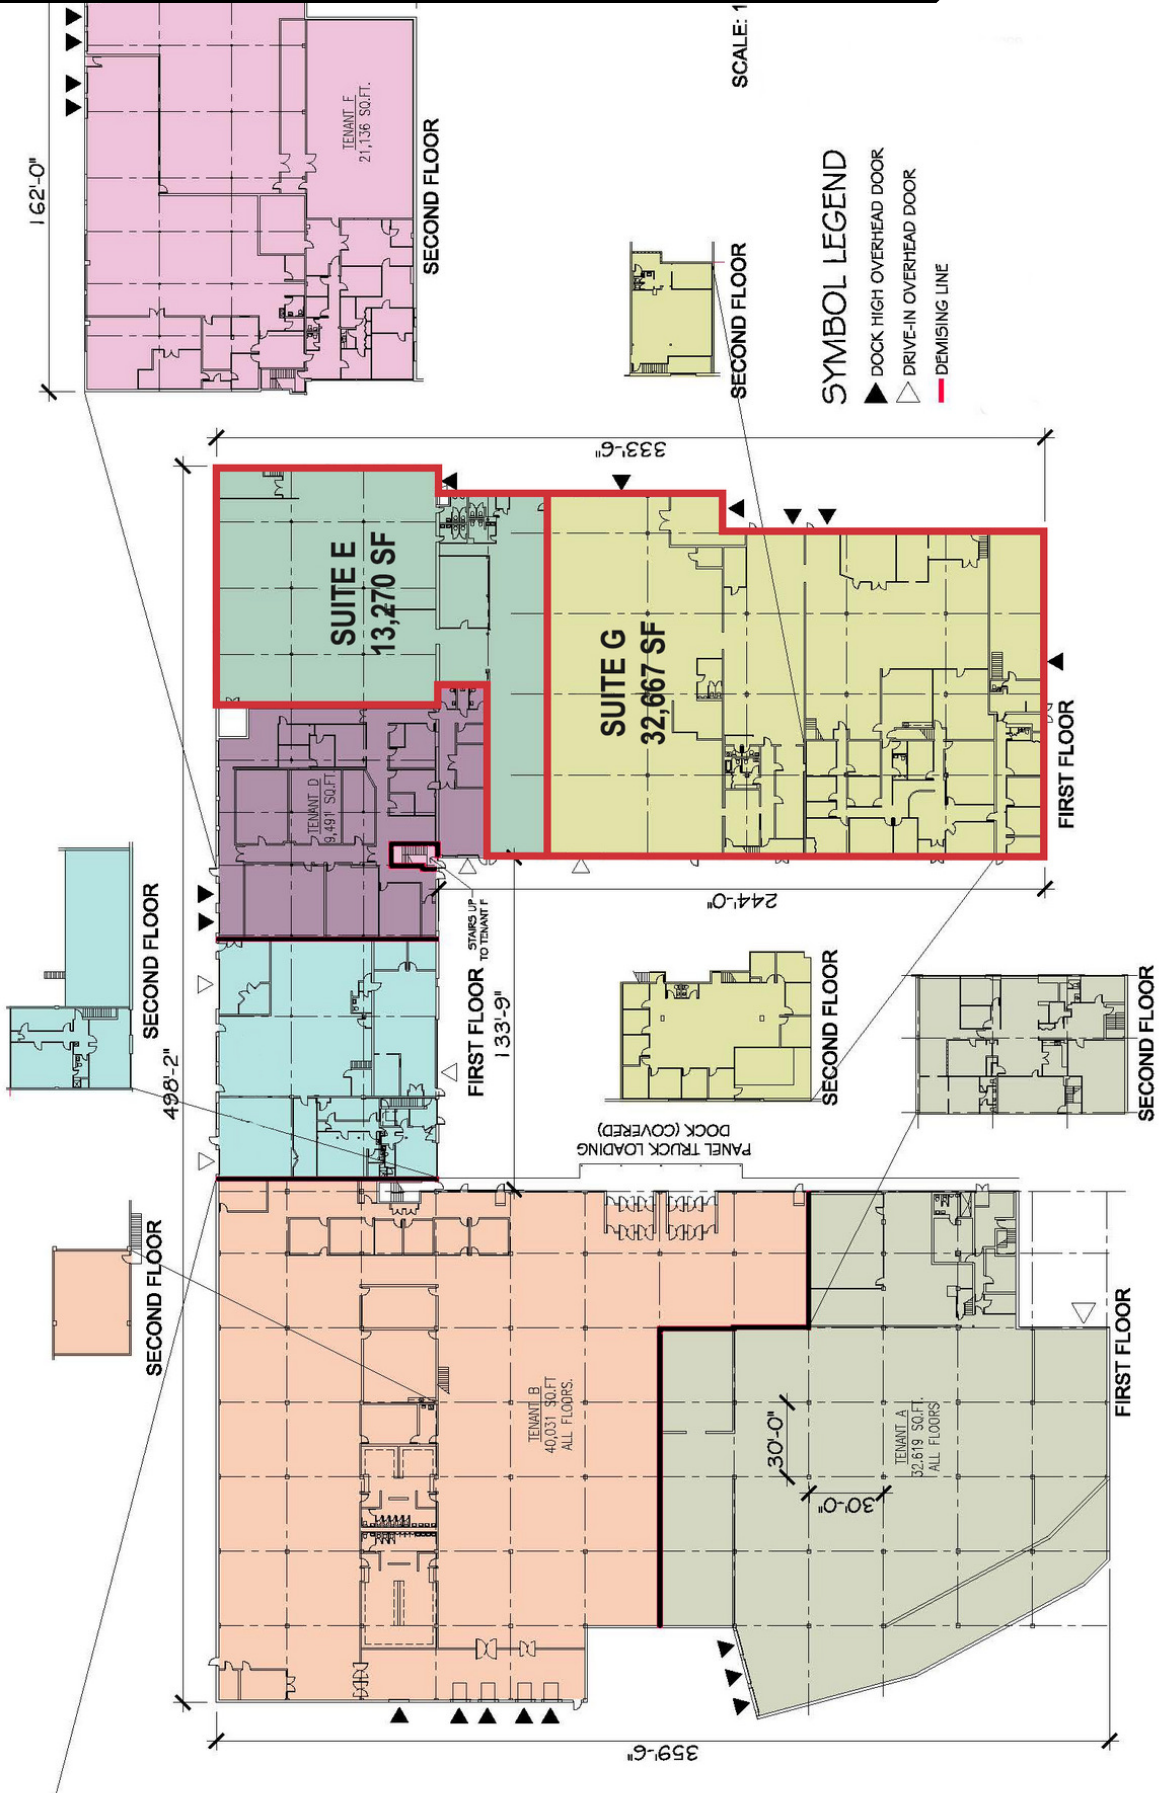 162'-0"
TENANT F
21,136 SQ.FT.
SECOND FLOOR
SCALE: 1
SYMBOL LEGEND
DOCK HIGH OVERHEAD DOOR
DRIVE-IN OVERHEAD DOOR
DEMISING LINE
SECOND FLOOR
333'-6"
SUITE E
13,270 SF
SUITE G
32,667 SF
TENANT D
9,491 SQ.FT.
FIRST FLOOR
244'-0"
STAIRS UP
TO TENANT F
FIRST FLOOR
133'-9"
SECOND FLOOR
498'-2"
SECOND FLOOR
SECOND FLOOR
PANEL TRUCK LOADING
DOCK (COVERED)
SECOND FLOOR
TENANT B
40,031 SQ.FT
ALL FLOORS.
30'-0"
30'-0"
TENANT A
32,619 SQ.FT.
ALL FLOORS
FIRST FLOOR
359'-6"